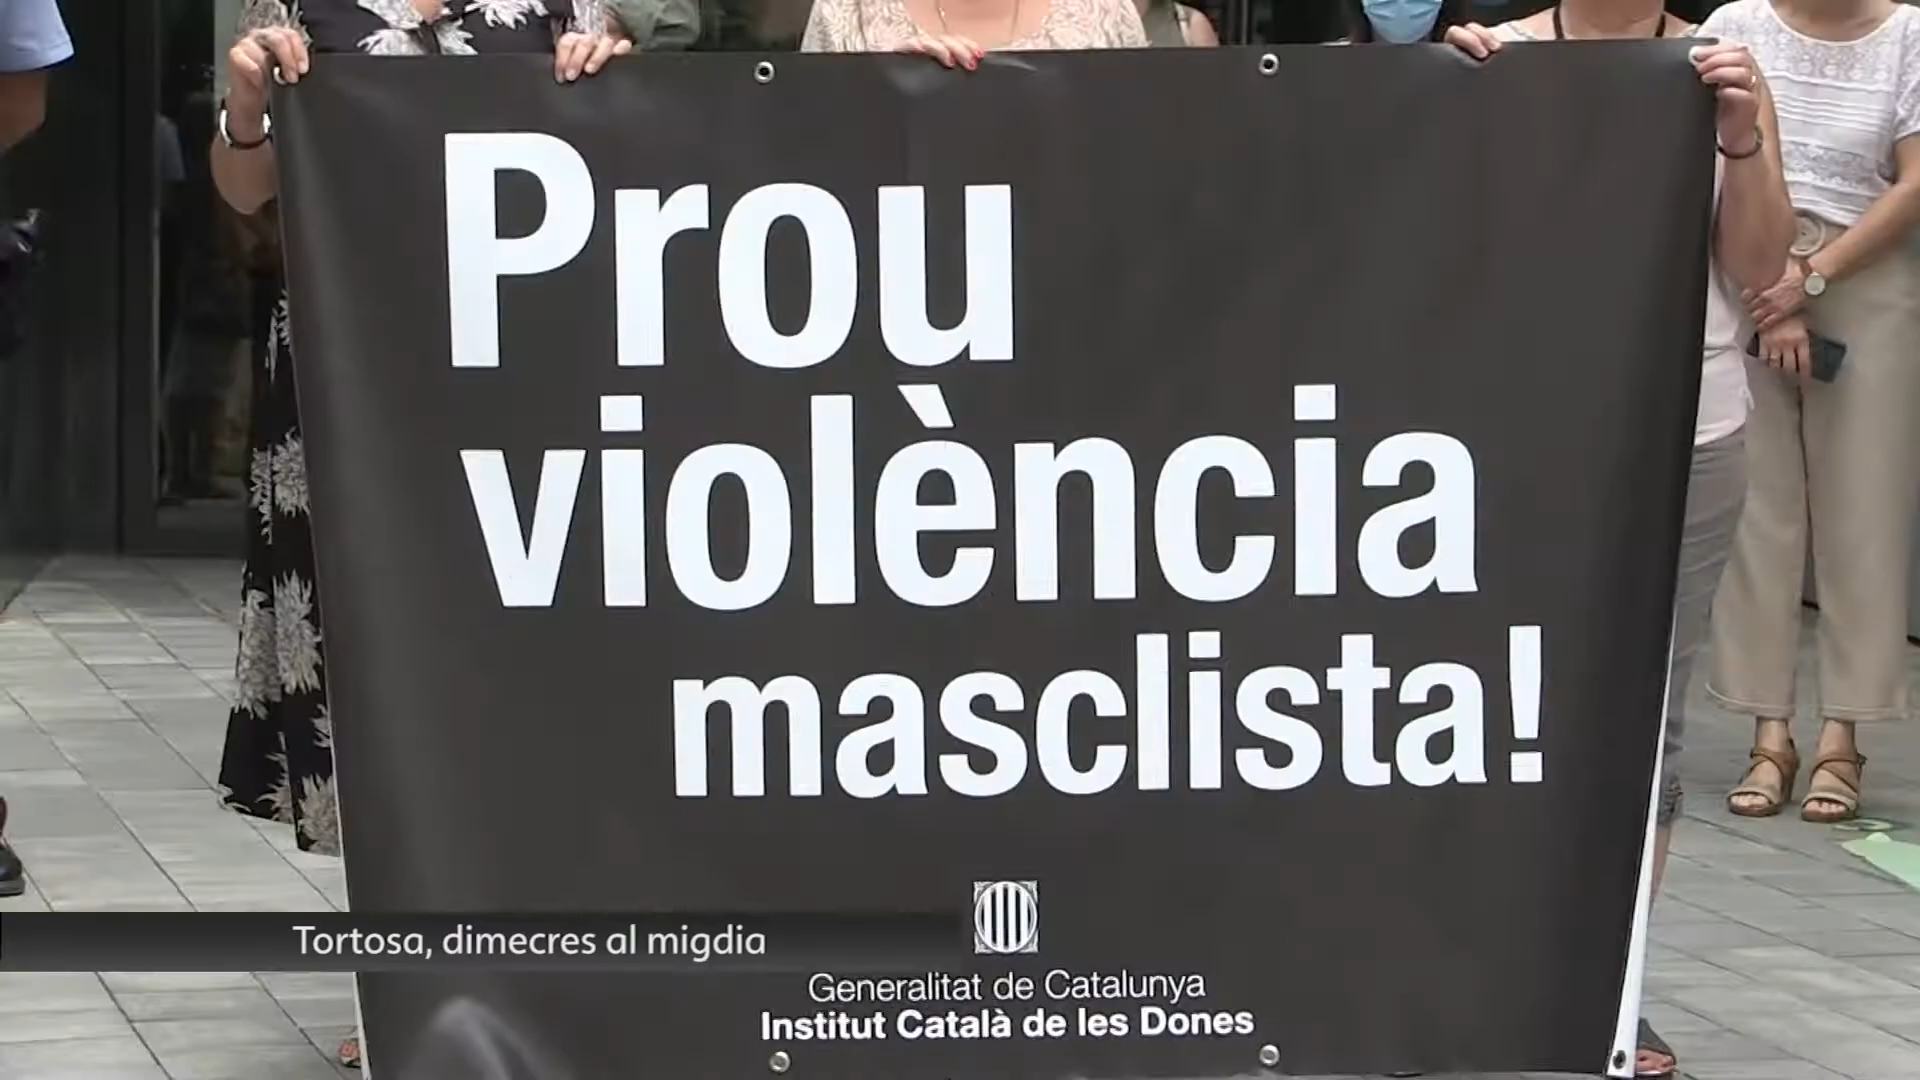 Prou
violència
masclista!
Tortosa, dimecres al migdia
Generalitat de Catalunya
Institut Català de les Dones